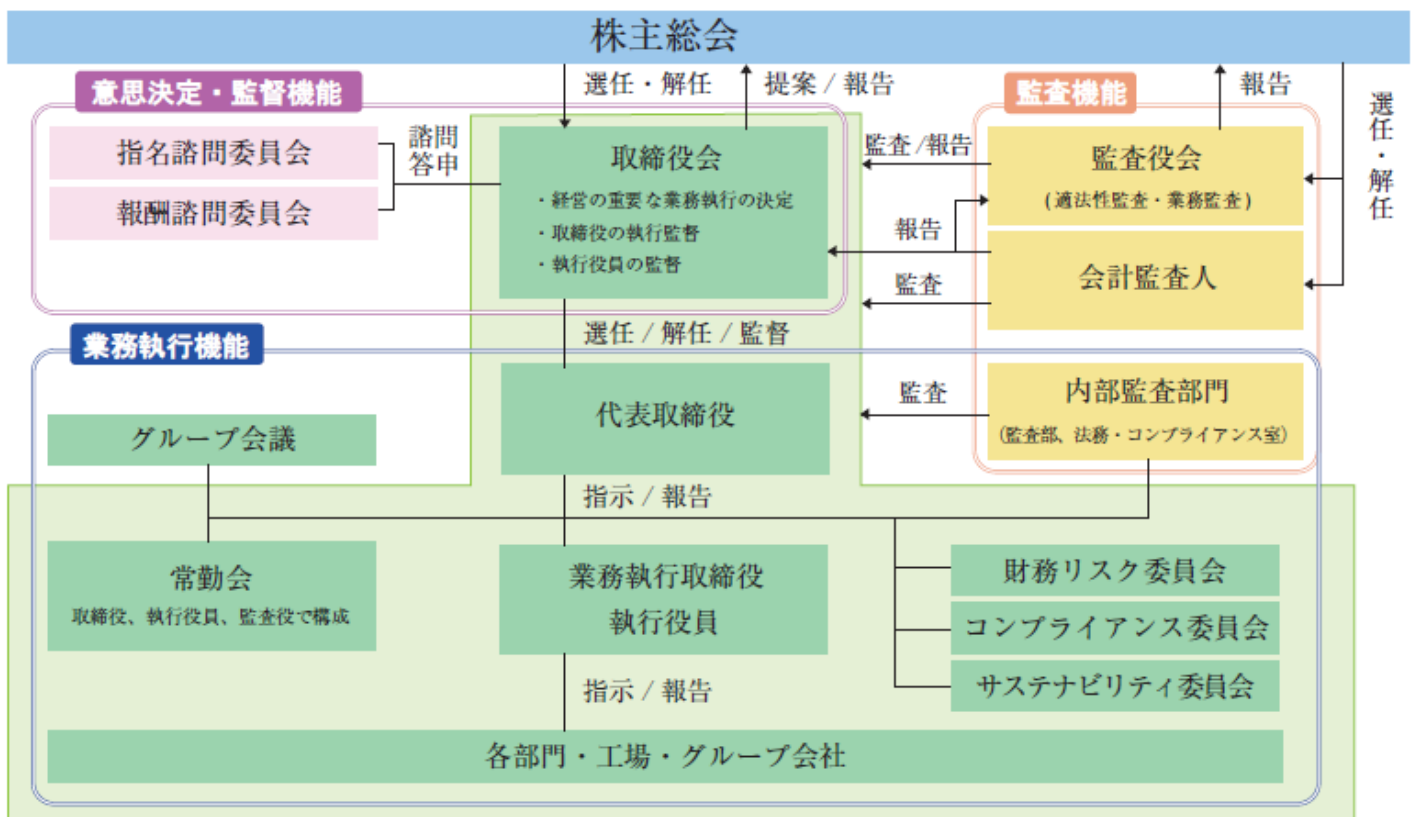 株主総会
意思決定・監督機能
選任・解任
提案 / 報告
監査機能
報告
選任・解任
指名諮問委員会
報酬諮問委員会
諮問
答申
取締役会
・経営の重要な業務執行の決定
・取締役の執行監督
・執行役員の監督
監査 /報告
監査役会
(適法性監査・業務監査)
報告
会計監査人
監査
選任 / 解任 / 監督
業務執行機能
代表取締役
監査
内部監査部門
(監査部、法務・コンプライアンス室)
グループ会議
指示 / 報告
常勤会
取締役、執行役員、監査役で構成
業務執行取締役
執行役員
財務リスク委員会
コンプライアンス委員会
サステナビリティ委員会
指示 / 報告
各部門・工場・グループ会社